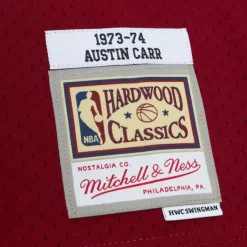 1973-74
AUSTIN CARR
NBA
HARDWOOD
CLASSICS
NOSTALGIA CO.
Mitchell & Ness
PHILADELPHIA, PA.
HWC SWINGMAN